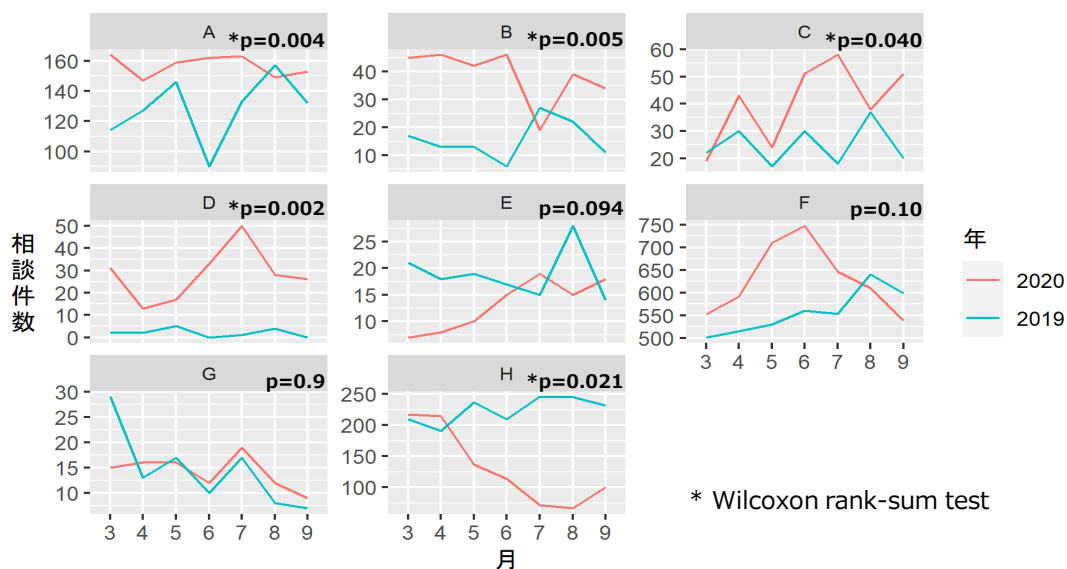 A *p=0.004
160
140
120
100
B *p=0.005
40
30
20
10
C *p=0.040
60
50
40
30
20
D *p=0.002
50
40
30
20
10
0
E p=0.094
25
20
15
10
F p=0.10
750
700
650
600
550
500
3 4 5 6 7 8 9
G p=0.9
30
25
20
15
10
3 4 5 6 7 8 9
H *p=0.021
250
200
150
100
3 4 5 6 7 8 9
相談件数
月
年
2020
2019
* Wilcoxon rank-sum test